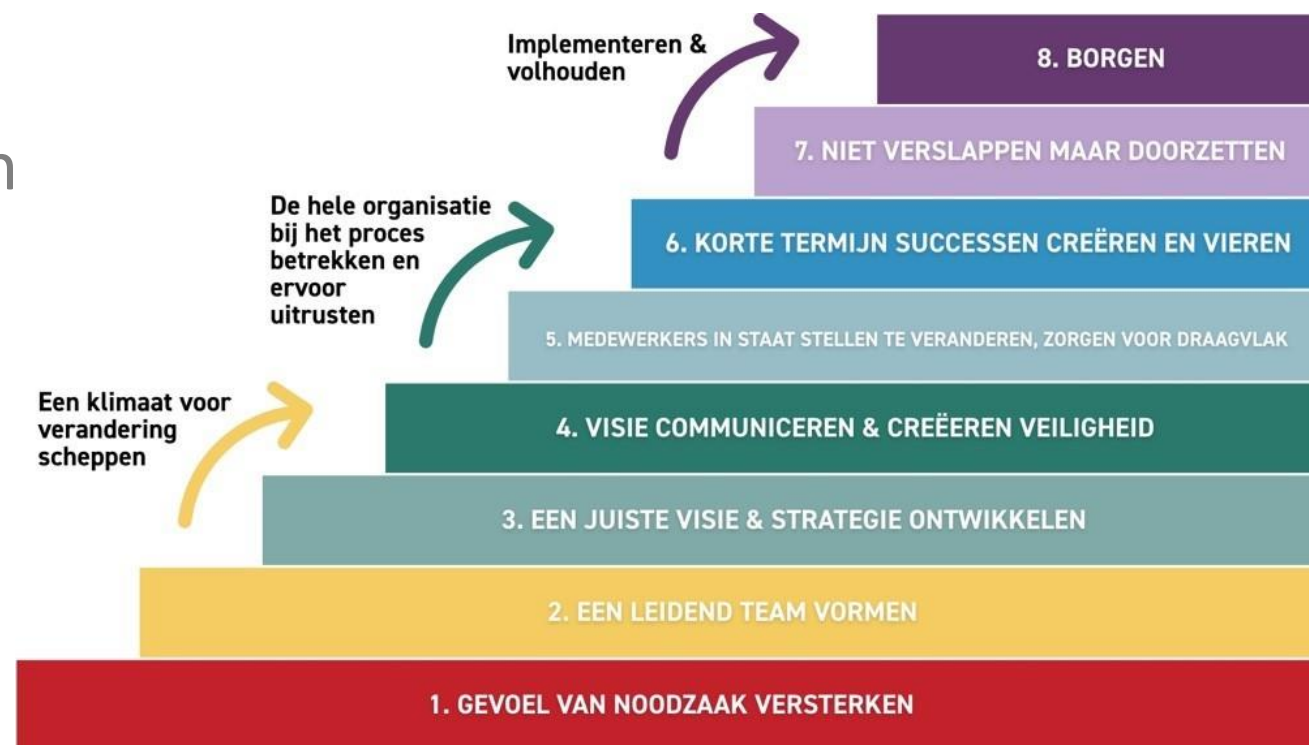 Implementeren &
volhouden
8. BORGEN
7. NIET VERSLAPPEN MAAR DOORZETTEN
n
De hele organisatie
bij het proces
betrekken en
ervoor
uitrusten
6. KORTE TERMIJN SUCCESSEN CREËREN EN VIEREN
5. MEDEWERKERS IN STAAT STELLEN TE VERANDEREN, ZORGEN VOOR DRAAGVLAK
Een klimaat voor
verandering
scheppen
4. VISIE COMMUNICEREN & CREËEREN VEILIGHEID
3. EEN JUISTE VISIE & STRATEGIE ONTWIKKELEN
2. EEN LEIDEND TEAM VORMEN
1. GEVOEL VAN NOODZAAK VERSTERKEN